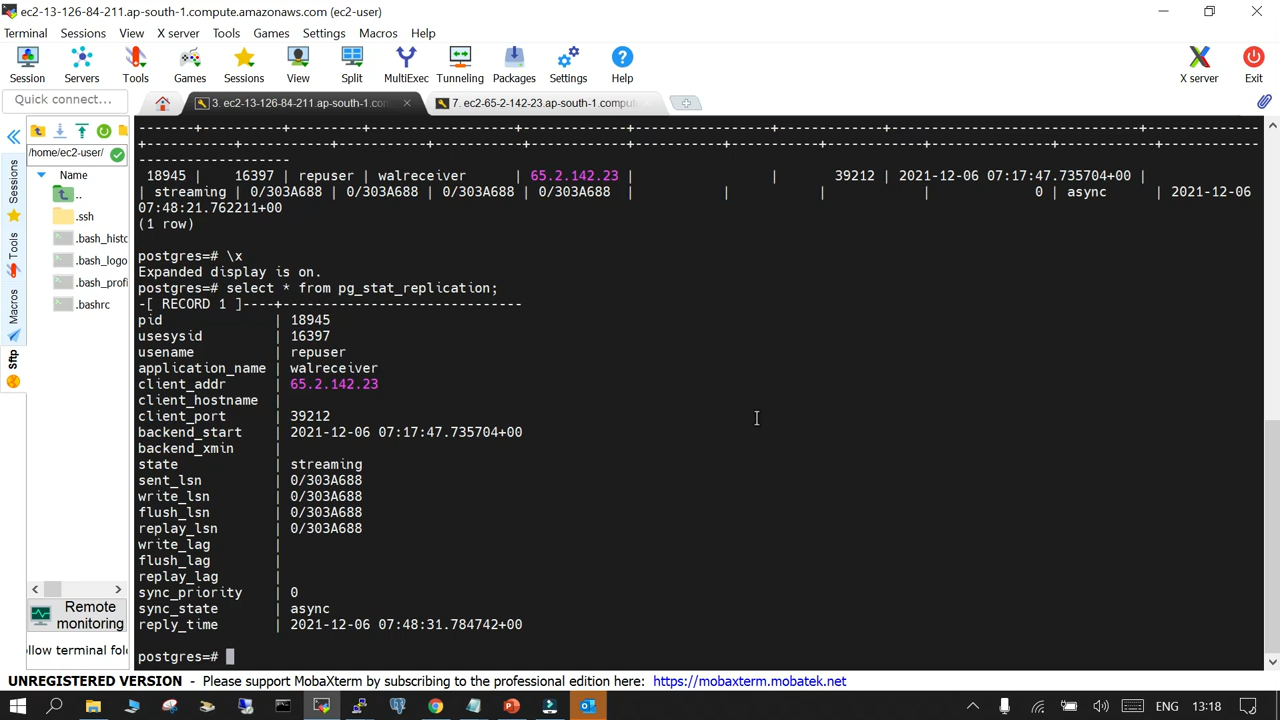 ec2-13-126-84-211.ap-south-1.compute.amazonaws.com (ec2-user)
Terminal Sessions View X server Tools Games Settings Macros Help
Session Servers Tools Games Sessions View Split MultiExec Tunneling Packages Settings Help X server Exit
Quick connect...
3. ec2-13-126-84-211.ap-south-1.com
7. ec2-65-2-142-23.ap-south-1.comput
/home/ec2-user/
Name
..
.ssh
.bash_histo
.bash_logo
.bash_profi
.bashrc
Sessions
Tools
Macros
Sftp
Remote
monitoring
ollow terminal fold
-------+----------+---------+------------------+-------------+-----------------+-------------+-------------------------------+--------------
+-----------+-----------+-----------+-----------+------------+-----------+-----------+------------+---------------+------------+------------
-------------------
18945 | 16397 | repuser | walreceiver | 65.2.142.23 | | 39212 | 2021-12-06 07:17:47.735704+00 |
| streaming | 0/303A688 | 0/303A688 | 0/303A688 | 0/303A688 | | | | 0 | async | 2021-12-06
07:48:21.762211+00
(1 row)
postgres=# \x
Expanded display is on.
postgres=# select * from pg_stat_replication;
-[ RECORD 1 ]----+------------------------------
pid | 18945
usesysid | 16397
usename | repuser
application_name | walreceiver
client_addr | 65.2.142.23
client_hostname |
client_port | 39212
backend_start | 2021-12-06 07:17:47.735704+00
backend_xmin |
state | streaming
sent_lsn | 0/303A688
write_lsn | 0/303A688
flush_lsn | 0/303A688
replay_lsn | 0/303A688
write_lag |
flush_lag |
replay_lag |
sync_priority | 0
sync_state | async
reply_time | 2021-12-06 07:48:31.784742+00
postgres=#
UNREGISTERED VERSION - Please support MobaXterm by subscribing to the professional edition here: https://mobaxterm.mobatek.net
ENG 13:18